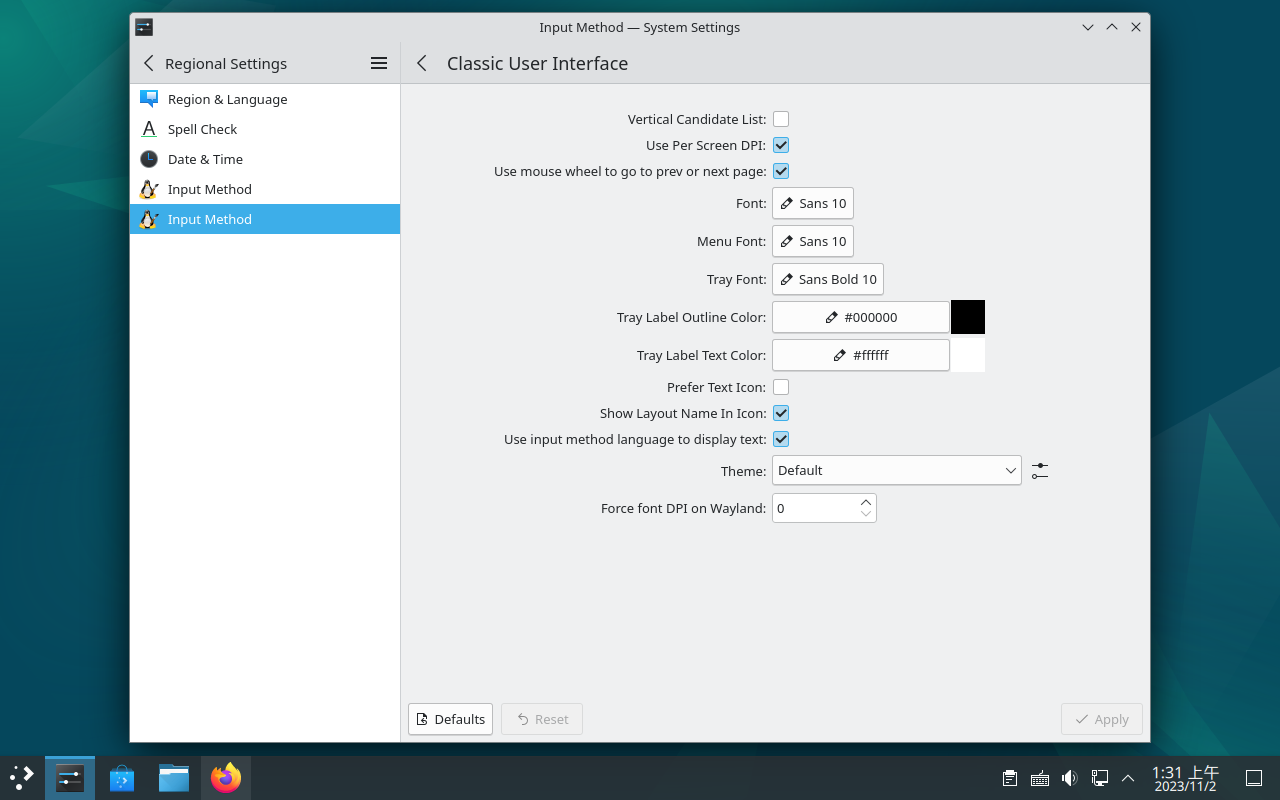 Input Method — System Settings
Regional Settings
Classic User Interface
Region & Language
Spell Check
Date & Time
Input Method
Input Method
Vertical Candidate List:
Use Per Screen DPI:
Use mouse wheel to go to prev or next page:
Font: Sans 10
Menu Font: Sans 10
Tray Font: Sans Bold 10
Tray Label Outline Color: #000000
Tray Label Text Color: #ffffff
Prefer Text Icon:
Show Layout Name In Icon:
Use input method language to display text:
Theme: Default
Force font DPI on Wayland: 0
Defaults Reset Apply
1:31 上午
2023/11/2